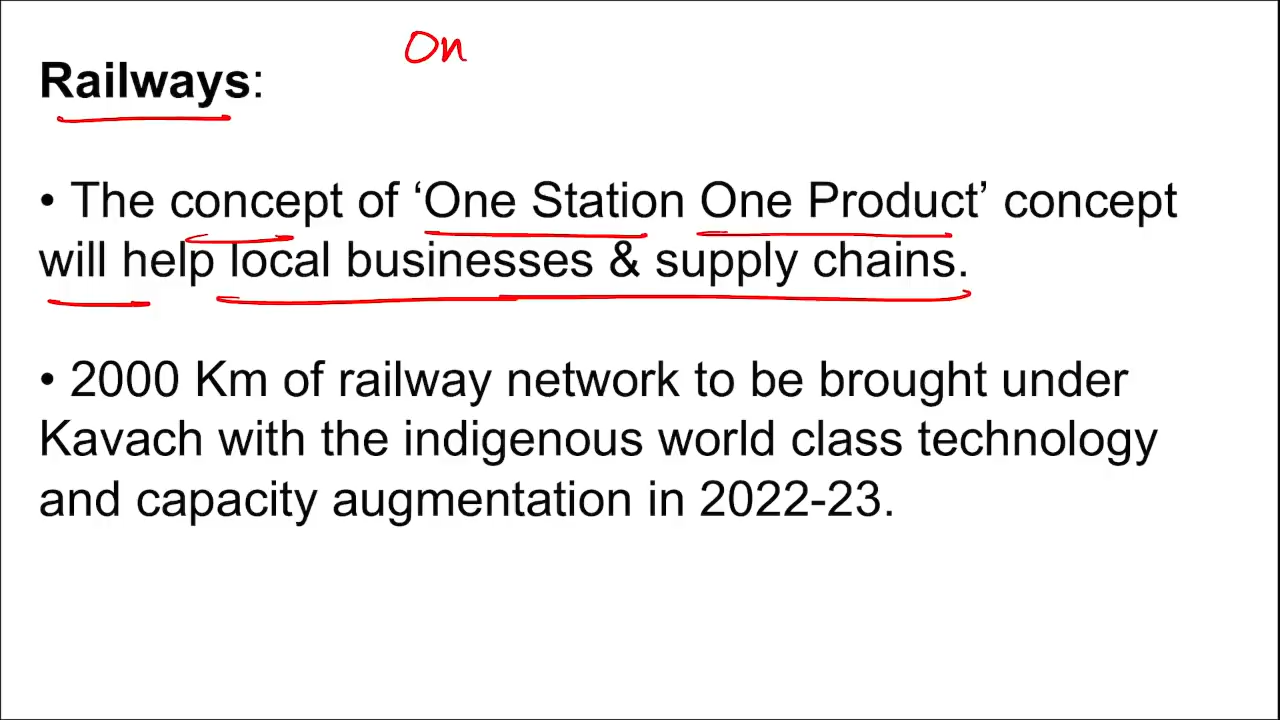 On
Railways:
• The concept of ‘One Station One Product’ concept
will help local businesses & supply chains.
• 2000 Km of railway network to be brought under
Kavach with the indigenous world class technology
and capacity augmentation in 2022-23.